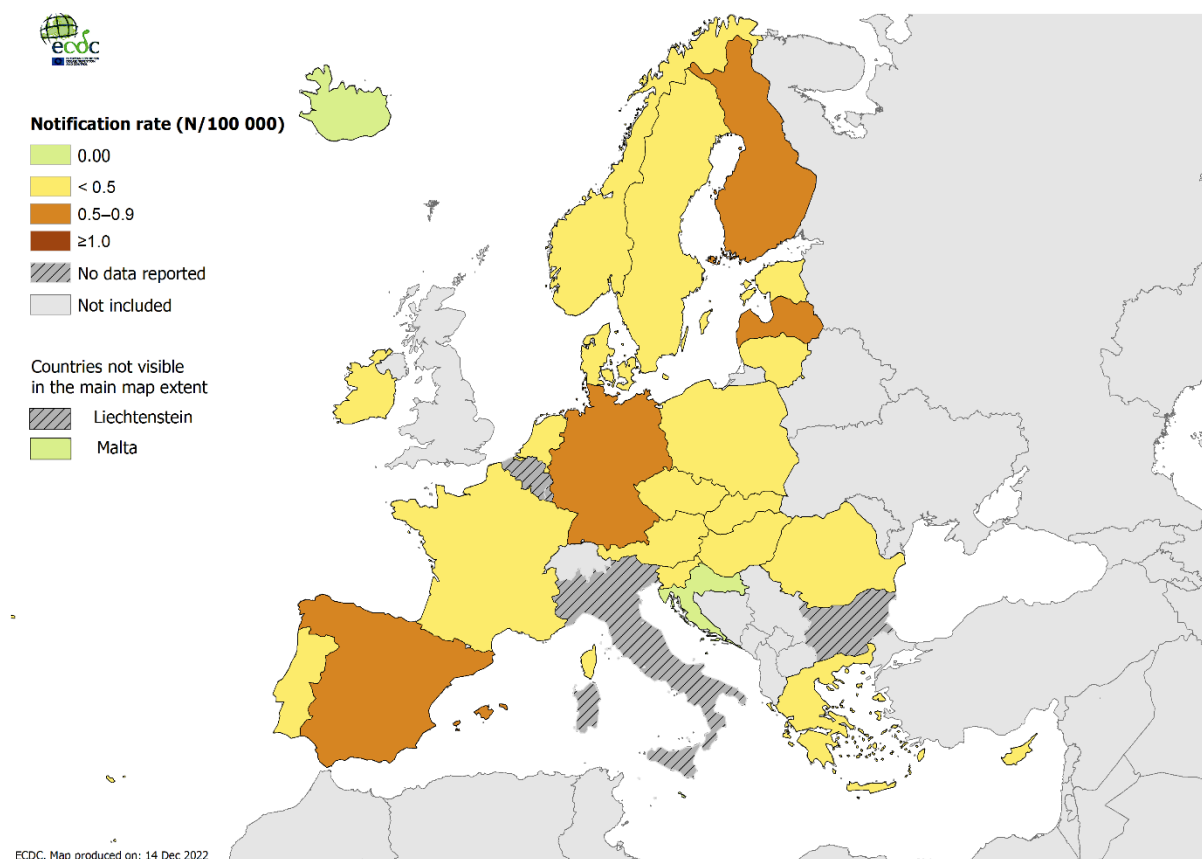 ecdc
Notification rate (N/100 000)
0.00
< 0.5
0.5–0.9
≥1.0
No data reported
Not included
Countries not visible
in the main map extent
Liechtenstein
Malta
ECDC. Map produced on: 14 Dec 2022